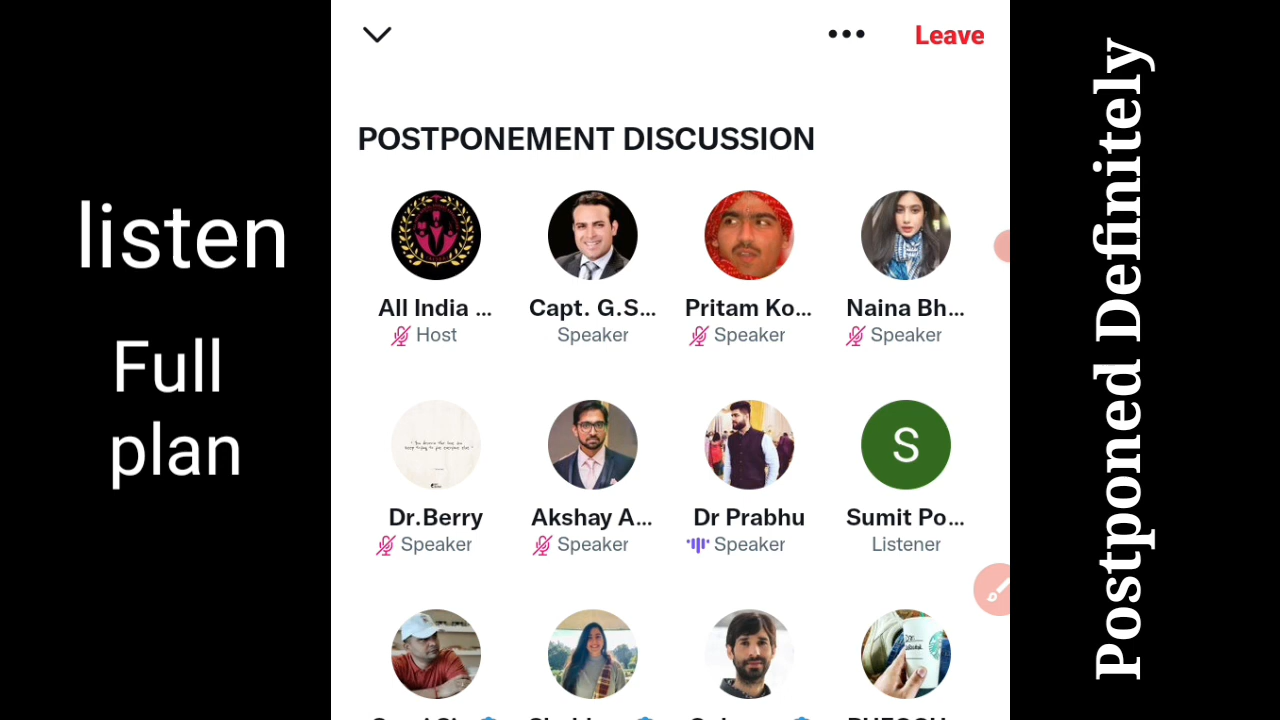 Leave
POSTPONEMENT DISCUSSION
listen
Full
plan
Postponed Definitely
All India ...
Host
Capt. G.S...
Speaker
Pritam Ko...
Speaker
Naina Bh...
Speaker
Dr.Berry
Speaker
Akshay A...
Speaker
Dr Prabhu
Speaker
S
Sumit Po...
Listener